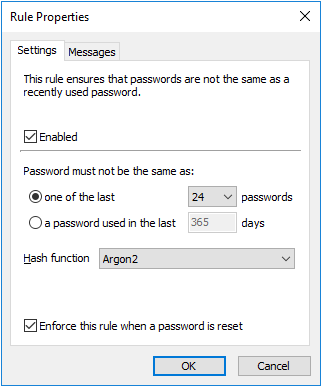 Rule Properties
Settings
Messages
This rule ensures that passwords are not the same as a
recently used password.
Enabled
Password must not be the same as:
one of the last 24 passwords
a password used in the last 365 days
Hash function Argon2
Enforce this rule when a password is reset
OK
Cancel